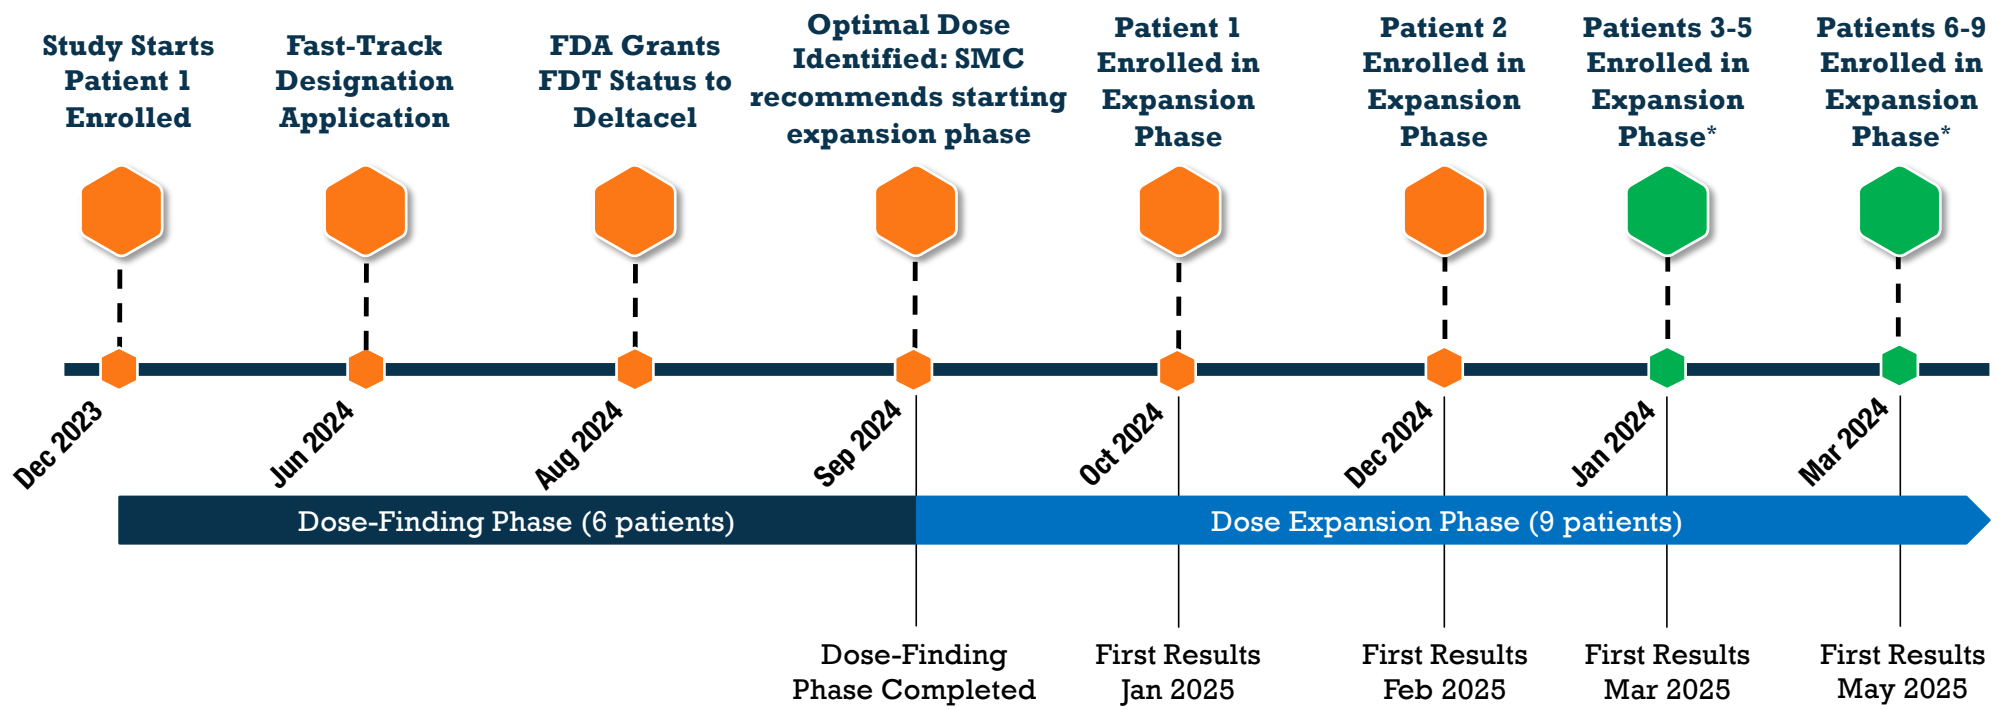 Study Starts
Patient 1
Enrolled
Fast-Track
Designation
Application
FDA Grants
FDT Status to
Deltacel
Optimal Dose
Identified: SMC
recommends starting
expansion phase
Patient 1
Enrolled in
Expansion
Phase
Patient 2
Enrolled in
Expansion
Phase
Patients 3-5
Enrolled in
Expansion
Phase*
Patients 6-9
Enrolled in
Expansion
Phase*
Dec 2023
Jun 2024
Aug 2024
Sep 2024
Oct 2024
Dec 2024
Jan 2024
Mar 2024
Dose-Finding Phase (6 patients)
Dose Expansion Phase (9 patients)
Dose-Finding
Phase Completed
First Results
Jan 2025
First Results
Feb 2025
First Results
Mar 2025
First Results
May 2025